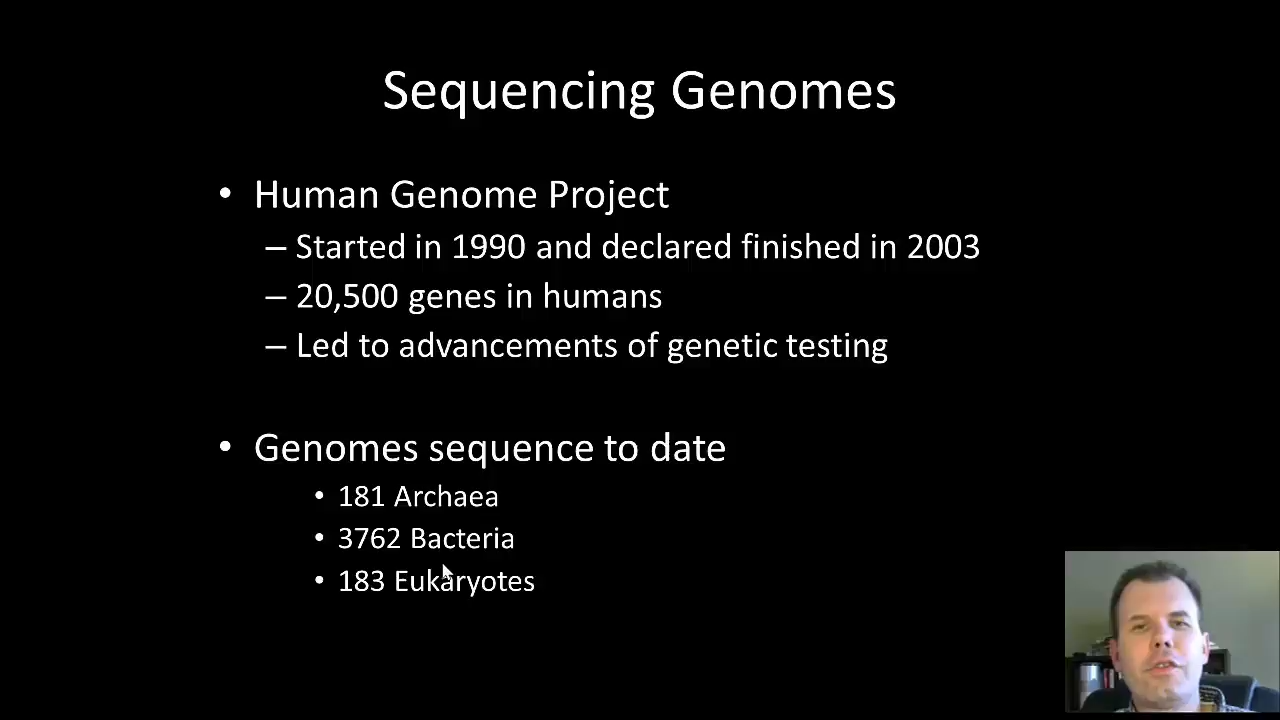 Sequencing Genomes
• Human Genome Project
– Started in 1990 and declared finished in 2003
– 20,500 genes in humans
– Led to advancements of genetic testing
• Genomes sequence to date
• 181 Archaea
• 3762 Bacteria
• 183 Eukaryotes